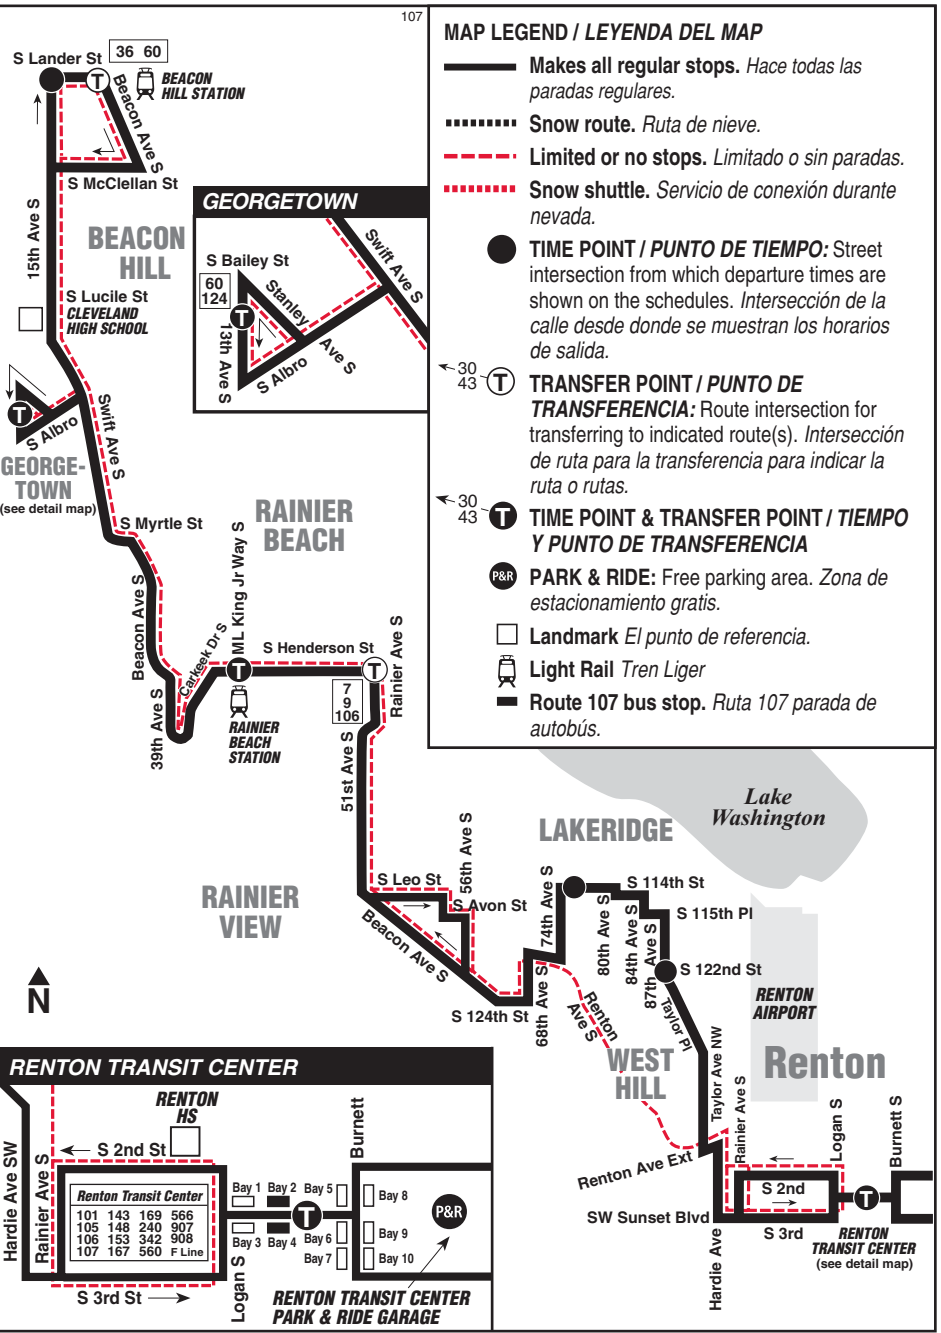 107
S Lander St
36 60
BEACON
HILL STATION
Beacon Ave S
S McClellan St
15th Ave S
BEACON
HILL
S Lucile St
CLEVELAND
HIGH SCHOOL
Swift Ave S
S Albro
GEORGE-
TOWN
(see detail map)
GEORGETOWN
S Bailey St
60
124
T
13th Ave S
Stanley Ave S
S Albro
Swift Ave S
MAP LEGEND / LEYENDA DEL MAP
Makes all regular stops. Hace todas las
paradas regulares.
Snow route. Ruta de nieve.
Limited or no stops. Limitado o sin paradas.
Snow shuttle. Servicio de conexión durante
nevada.
TIME POINT / PUNTO DE TIEMPO: Street
intersection from which departure times are
shown on the schedules. Intersección de la
calle desde donde se muestran los horarios
de salida.
30
43
T
TRANSFER POINT / PUNTO DE
TRANSFERENCIA: Route intersection for
transferring to indicated route(s). Intersección
de ruta para la transferencia para indicar la
ruta o rutas.
30
43
T
TIME POINT & TRANSFER POINT / TIEMPO
Y PUNTO DE TRANSFERENCIA
P&R
PARK & RIDE: Free parking area. Zona de
estacionamiento gratis.
Landmark El punto de referencia.
Light Rail Tren Liger
Route 107 bus stop. Ruta 107 parada de
autobús.
T
T
S Myrtle St
RAINIER
BEACH
Beacon Ave S
39th Ave S
Carkeek Dr S
ML King Jr Way S
T
RAINIER
BEACH
STATION
S Henderson St
T
7
9
106
Rainier Ave S
51st Ave S
RAINIER
VIEW
S Leo St
56th Ave S
S Avon St
Beacon Ave S
S 124th St
68th Ave S
74th Ave S
LAKERIDGE
Lake
Washington
S 114th St
80th Ave S
84th Ave S
S 115th Pl
87th Ave S
S 122nd St
Taylor Pl
Renton
Ave S
WEST
HILL
RENTON
AIRPORT
Renton
Taylor Ave NW
Rainier Ave S
Logan S
Burnett S
Renton Ave Ext
S 2nd
SW Sunset Blvd
S 3rd
T
Hardie Ave
RENTON
TRANSIT CENTER
(see detail map)
N
RENTON TRANSIT CENTER
RENTON
HS
Burnett
S 2nd St
Hardie Ave SW
Rainier Ave S
Renton Transit Center
101 143 169 566
105 148 240 907
106 153 342 908
107 167 560 F Line
Bay 1
Bay 2
Bay 5
Bay 8
T
P&R
Bay 3
Bay 4
Bay 6
Bay 9
Bay 7
Bay 10
S 3rd St
Logan S
RENTON TRANSIT CENTER
PARK & RIDE GARAGE